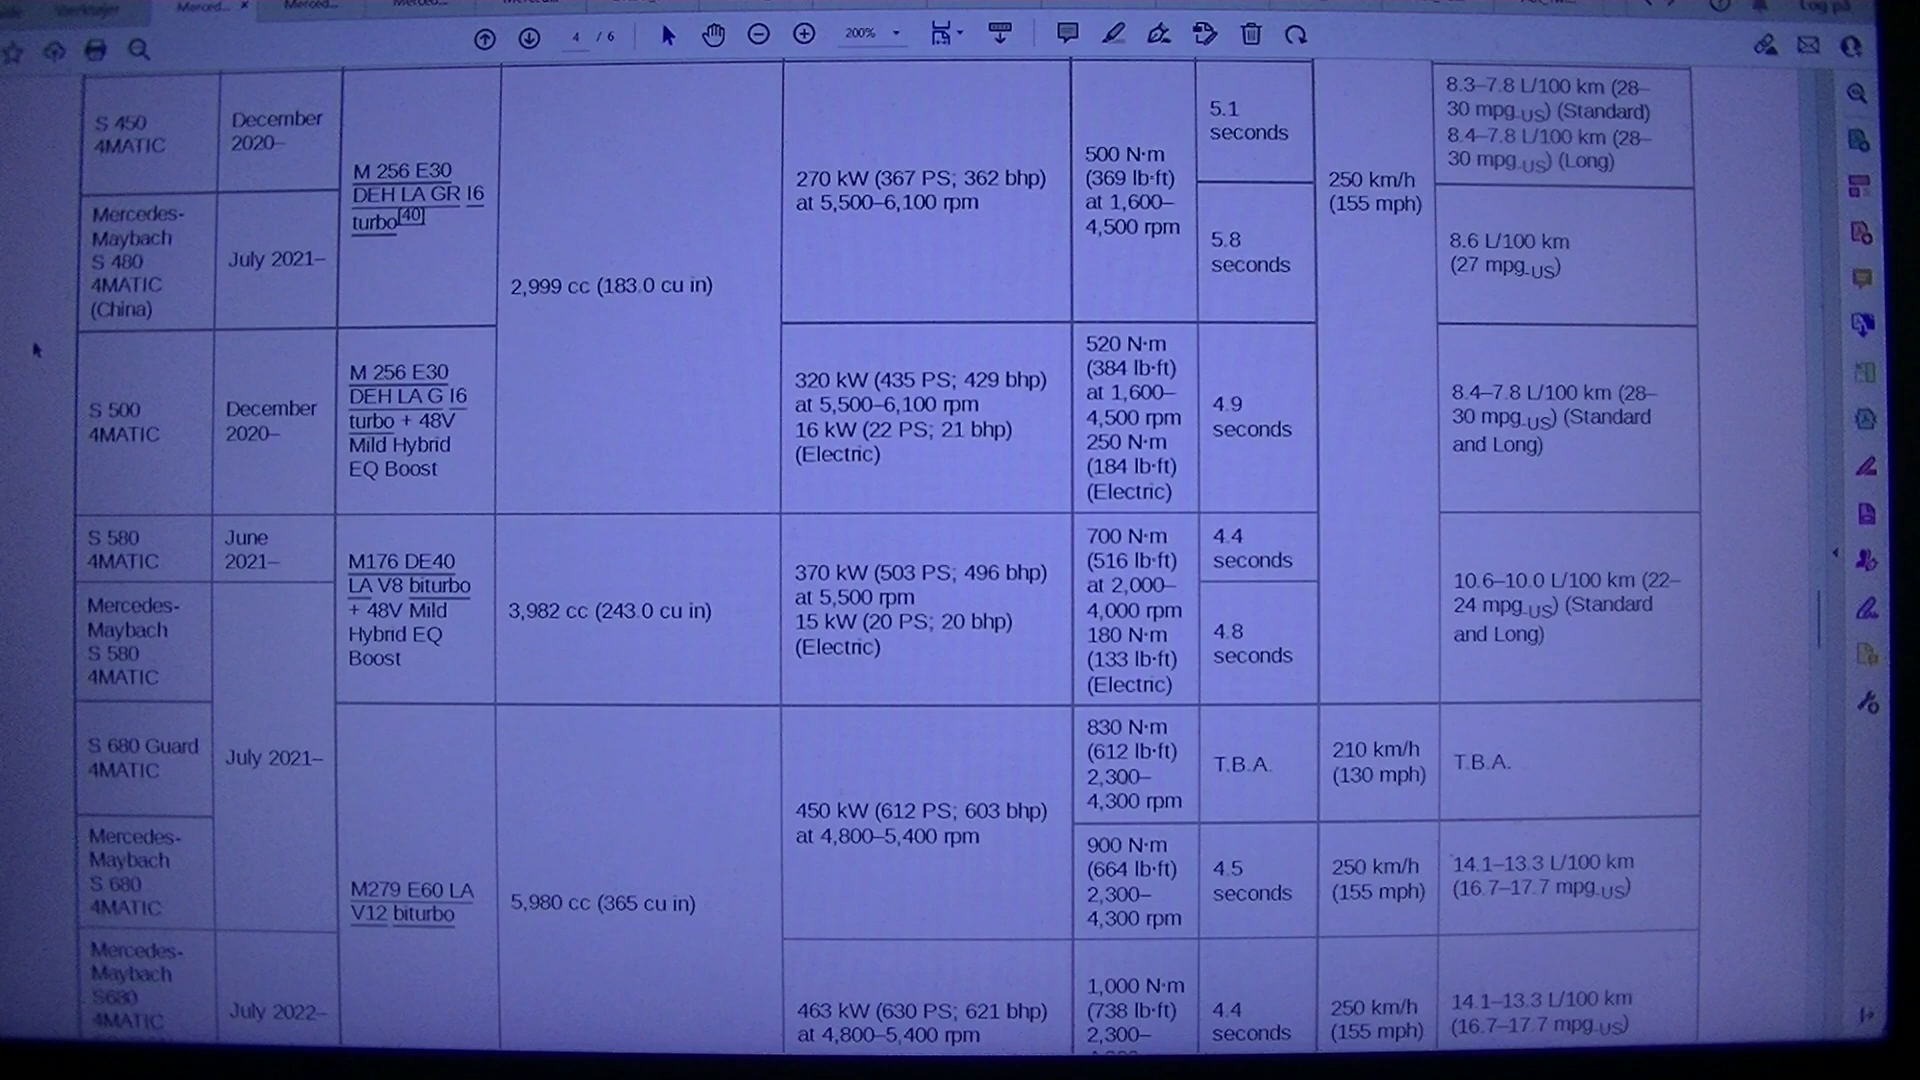 Merced...
Merced...
Log på
4 / 6
200%
S 450
4MATIC
December
2020–
M 256 E30
DEH LA GR I6
turbo[40]
2,999 cc (183.0 cu in)
270 kW (367 PS; 362 bhp)
at 5,500–6,100 rpm
500 N·m
(369 lb·ft)
at 1,600–
4,500 rpm
5.1
seconds
250 km/h
(155 mph)
8.3–7.8 L/100 km (28–
30 mpg-US) (Standard)
8.4–7.8 L/100 km (28–
30 mpg-US) (Long)
Mercedes-
Maybach
S 480
4MATIC
(China)
July 2021–
5.8
seconds
8.6 L/100 km
(27 mpg-US)
S 500
4MATIC
December
2020–
M 256 E30
DEH LA G I6
turbo + 48V
Mild Hybrid
EQ Boost
320 kW (435 PS; 429 bhp)
at 5,500–6,100 rpm
16 kW (22 PS; 21 bhp)
(Electric)
520 N·m
(384 lb·ft)
at 1,600–
4,500 rpm
250 N·m
(184 lb·ft)
(Electric)
4.9
seconds
8.4–7.8 L/100 km (28–
30 mpg-US) (Standard
and Long)
S 580
4MATIC
June
2021–
M176 DE40
LA V8 biturbo
+ 48V Mild
Hybrid EQ
Boost
3,982 cc (243.0 cu in)
370 kW (503 PS; 496 bhp)
at 5,500 rpm
15 kW (20 PS; 20 bhp)
(Electric)
700 N·m
(516 lb·ft)
at 2,000–
4,000 rpm
180 N·m
(133 lb·ft)
(Electric)
4.4
seconds
10.6–10.0 L/100 km (22–
24 mpg-US) (Standard
and Long)
Mercedes-
Maybach
S 580
4MATIC
July 2021–
4.8
seconds
S 680 Guard
4MATIC
M279 E60 LA
V12 biturbo
5,980 cc (365 cu in)
450 kW (612 PS; 603 bhp)
at 4,800–5,400 rpm
830 N·m
(612 lb·ft)
2,300–
4,300 rpm
T.B.A.
210 km/h
(130 mph)
T.B.A.
Mercedes-
Maybach
S 680
4MATIC
900 N·m
(664 lb·ft)
2,300–
4,300 rpm
4.5
seconds
250 km/h
(155 mph)
14.1–13.3 L/100 km
(16.7–17.7 mpg-US)
Mercedes-
Maybach
S680
4MATIC
July 2022–
463 kW (630 PS; 621 bhp)
at 4,800–5,400 rpm
1,000 N·m
(738 lb·ft)
2,300–
4.4
seconds
250 km/h
(155 mph)
14.1–13.3 L/100 km
(16.7–17.7 mpg-US)